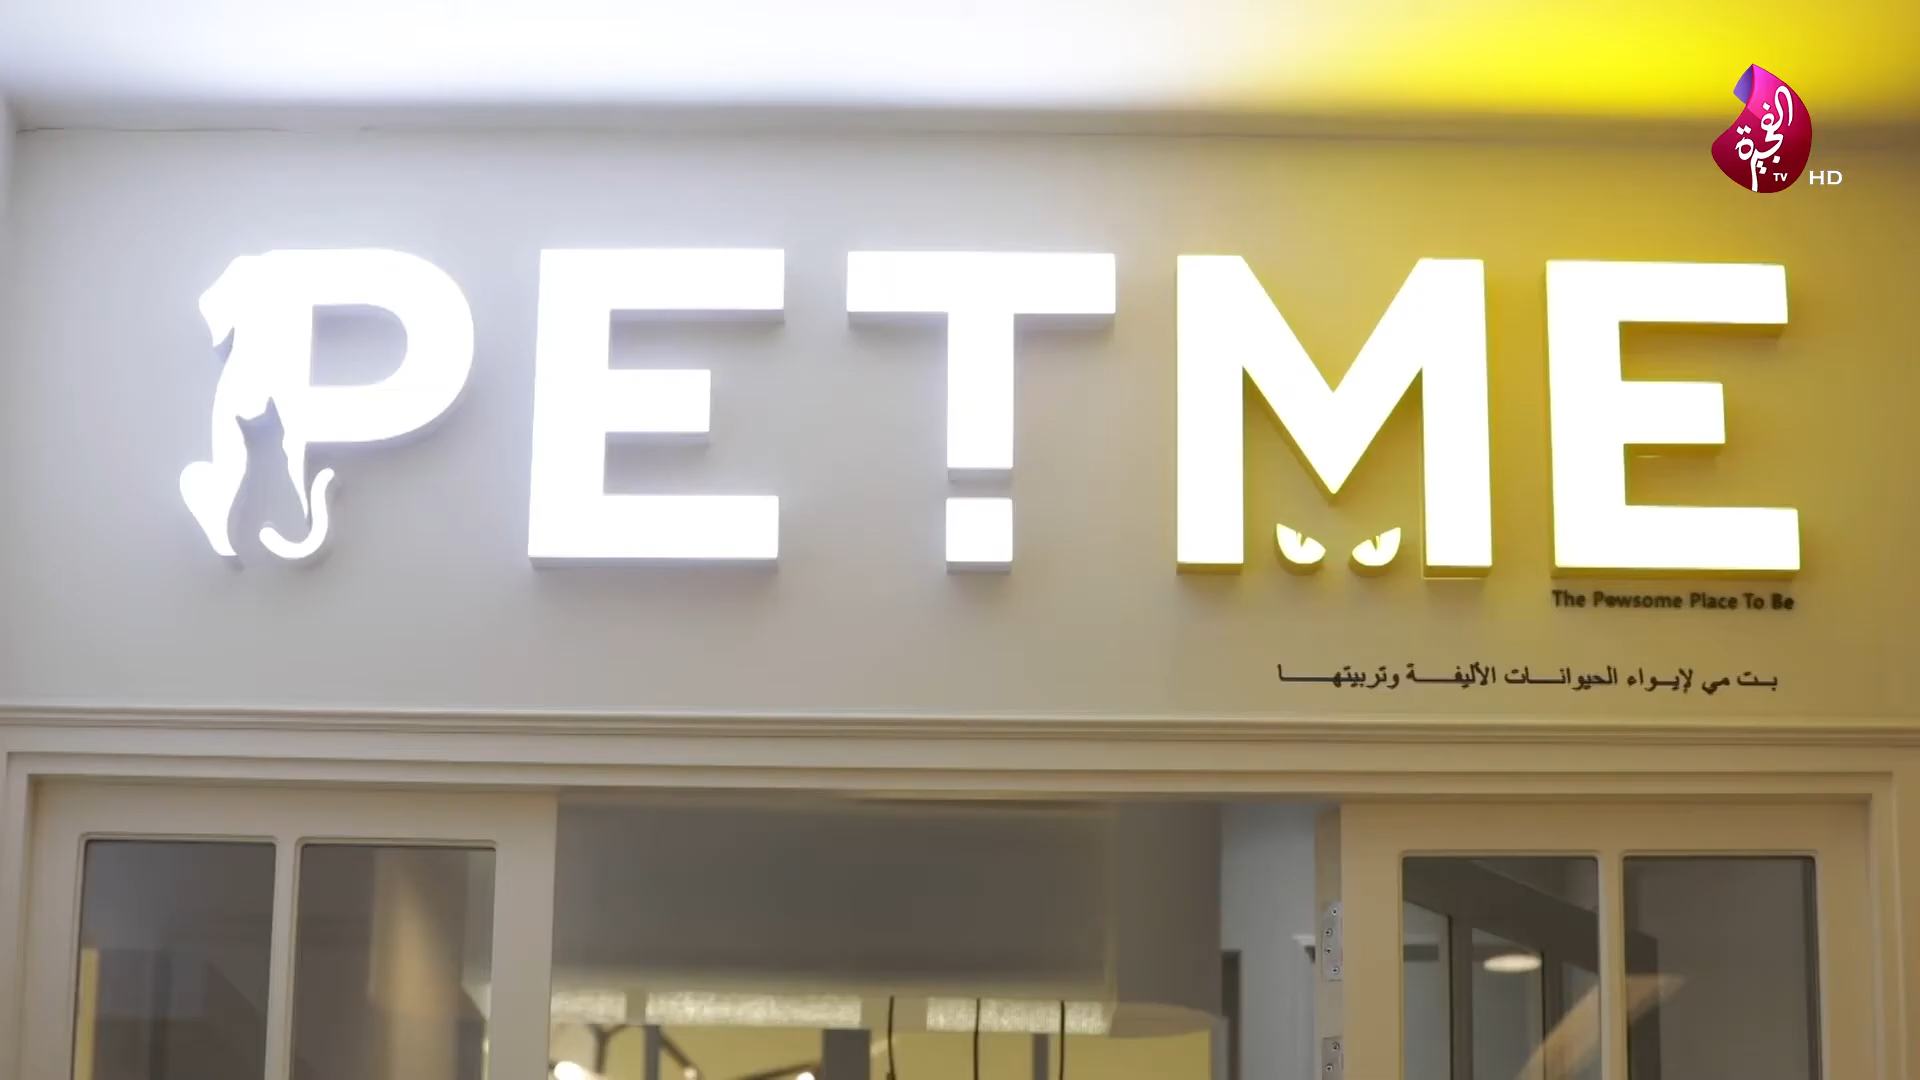 الفجيرة
TV HD
PETME
The Pawsome Place To Be
بت مي لإيواء الحيوانات الأليفة وتربيتها